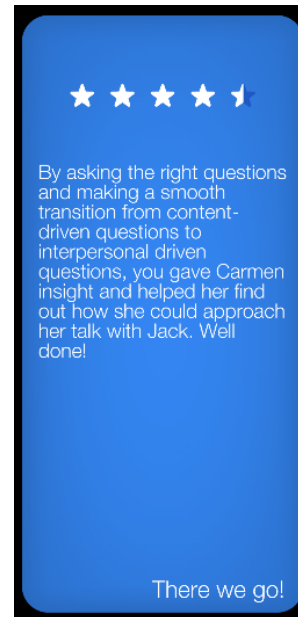 By asking the right questions
and making a smooth
transition from content-
driven questions to
interpersonal driven
questions, you gave Carmen
insight and helped her find
out how she could approach
her talk with Jack. Well
done!
There we go!